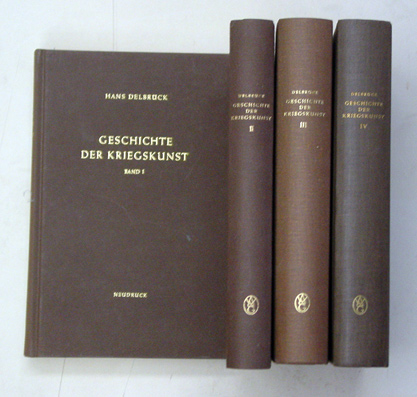 HANS DELBRÜCK
GESCHICHTE
DER KRIEGSKUNST
BAND I
NEUDRUCK
DELBRÜCK
GESCHICHTE
DER
KRIEGSKUNST
II
DELBRÜCK
GESCHICHTE
DER
KRIEGSKUNST
III
DELBRÜCK
GESCHICHTE
DER
KRIEGSKUNST
IV